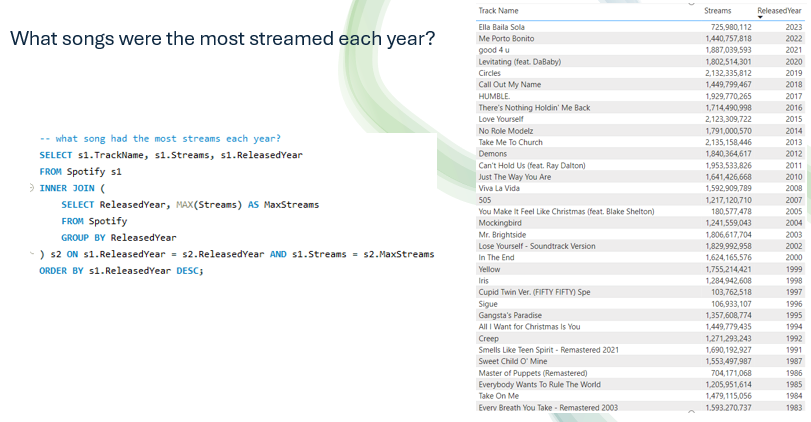 What songs were the most streamed each year?
-- what song had the most streams each year?
SELECT s1.TrackName, s1.Streams, s1.ReleasedYear
FROM Spotify s1
INNER JOIN (
SELECT ReleasedYear, MAX(Streams) AS MaxStreams
FROM Spotify
GROUP BY ReleasedYear
) s2 ON s1.ReleasedYear = s2.ReleasedYear AND s1.Streams = s2.MaxStreams
ORDER BY s1.ReleasedYear DESC;
Track Name Streams ReleasedYear
Ella Baila Sola 725,980,112 2023
Me Porto Bonito 1,440,757,818 2022
good 4 u 1,887,039,593 2021
Levitating (feat. DaBaby) 1,802,514,301 2020
Circles 2,132,335,812 2019
Call Out My Name 1,449,799,467 2018
HUMBLE. 1,929,770,265 2017
There's Nothing Holdin' Me Back 1,714,490,998 2016
Love Yourself 2,123,309,722 2015
No Role Modelz 1,791,000,570 2014
Take Me To Church 2,135,158,446 2013
Demons 1,840,364,617 2012
Can't Hold Us (feat. Ray Dalton) 1,953,533,826 2011
Just The Way You Are 1,641,426,668 2010
Viva La Vida 1,592,909,789 2008
505 1,217,120,710 2007
You Make It Feel Like Christmas (feat. Blake Shelton) 180,577,478 2005
Mockingbird 1,241,559,043 2004
Mr. Brightside 1,806,617,704 2003
Lose Yourself - Soundtrack Version 1,829,992,958 2002
In The End 1,624,165,576 2000
Yellow 1,755,214,421 1999
Iris 1,284,942,608 1998
Cupid Twin Ver. (FIFTY FIFTY) Spe 103,762,518 1997
Sigue 106,933,107 1996
Gangsta's Paradise 1,357,608,774 1995
All I Want for Christmas Is You 1,449,779,435 1994
Creep 1,271,293,243 1992
Smells Like Teen Spirit - Remastered 2021 1,690,192,927 1991
Sweet Child O' Mine 1,553,497,987 1987
Master of Puppets (Remastered) 704,171,068 1986
Everybody Wants To Rule The World 1,205,951,614 1985
Take On Me 1,479,115,056 1984
Every Breath You Take - Remastered 2003 1,593,270,737 1983